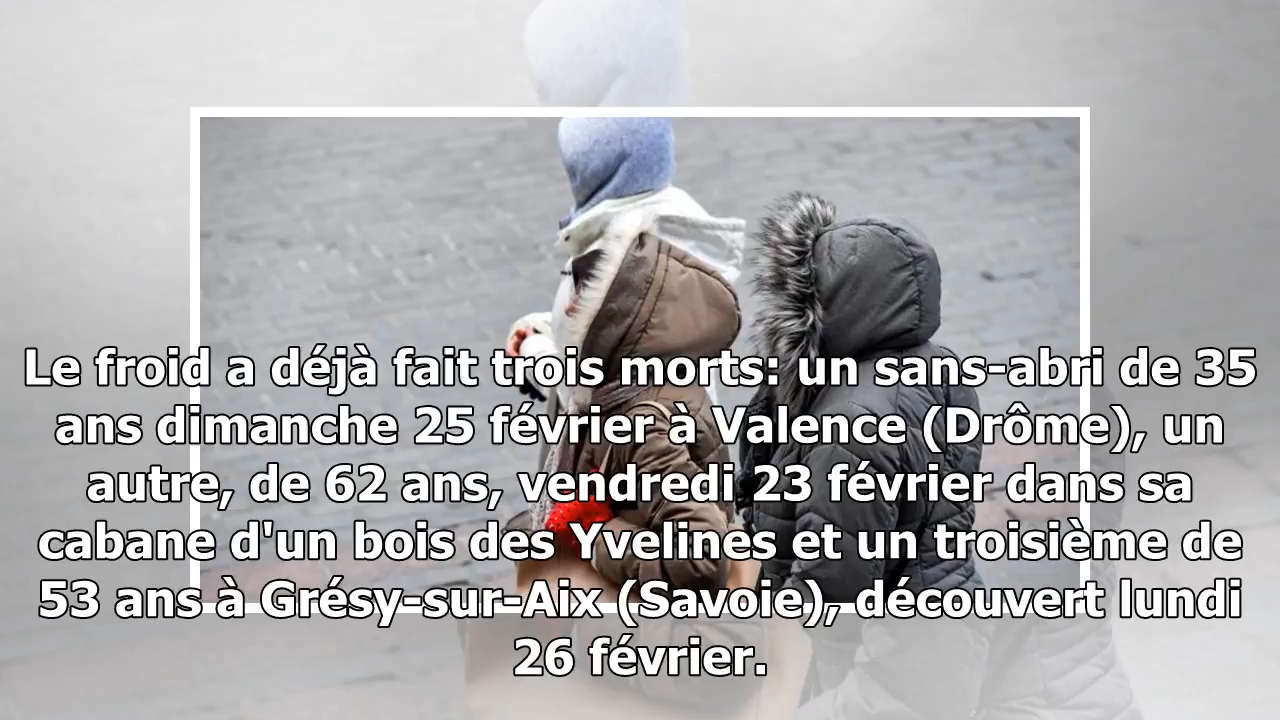 Le froid a déjà fait trois morts: un sans-abri de 35
ans dimanche 25 février à Valence (Drôme), un
autre, de 62 ans, vendredi 23 février dans sa
cabane d'un bois des Yvelines et un troisième de
53 ans à Grésy-sur-Aix (Savoie), découvert lundi
26 février.